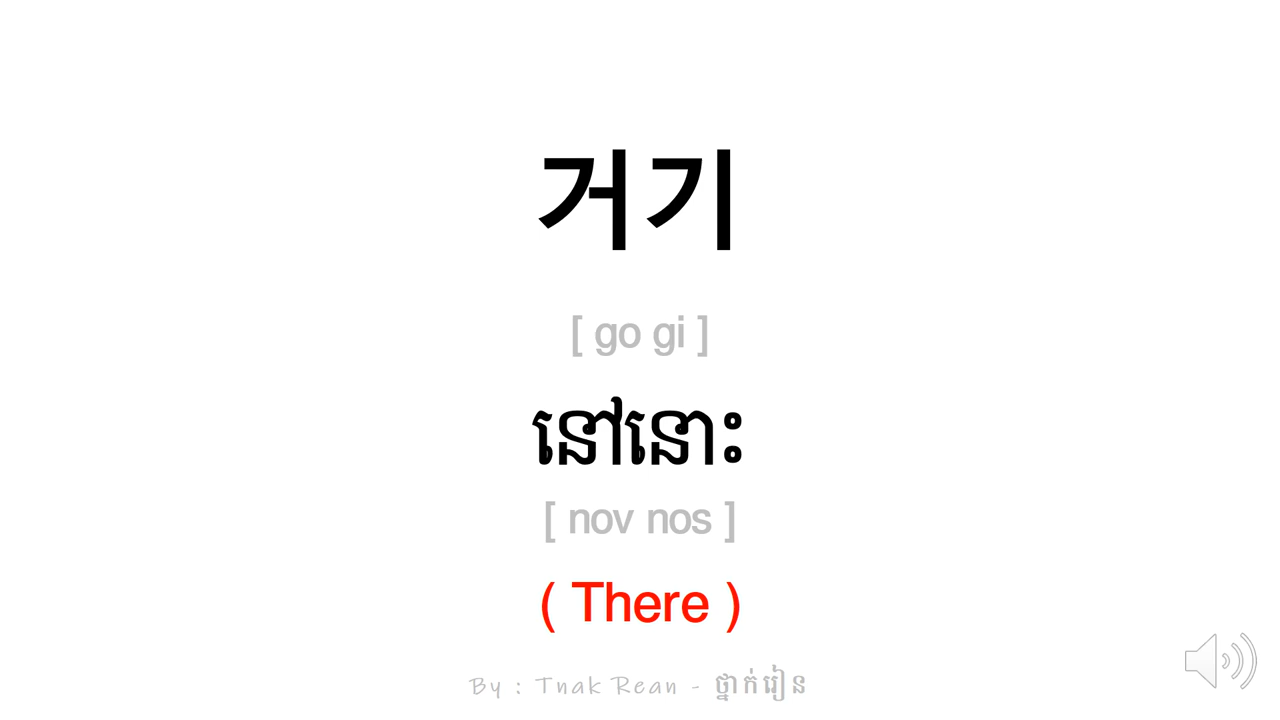 거기
[ go gi ]
នៅនោះ
[ nov nos ]
( There )
By : Tnak Rean - ថ្នាក់រៀន